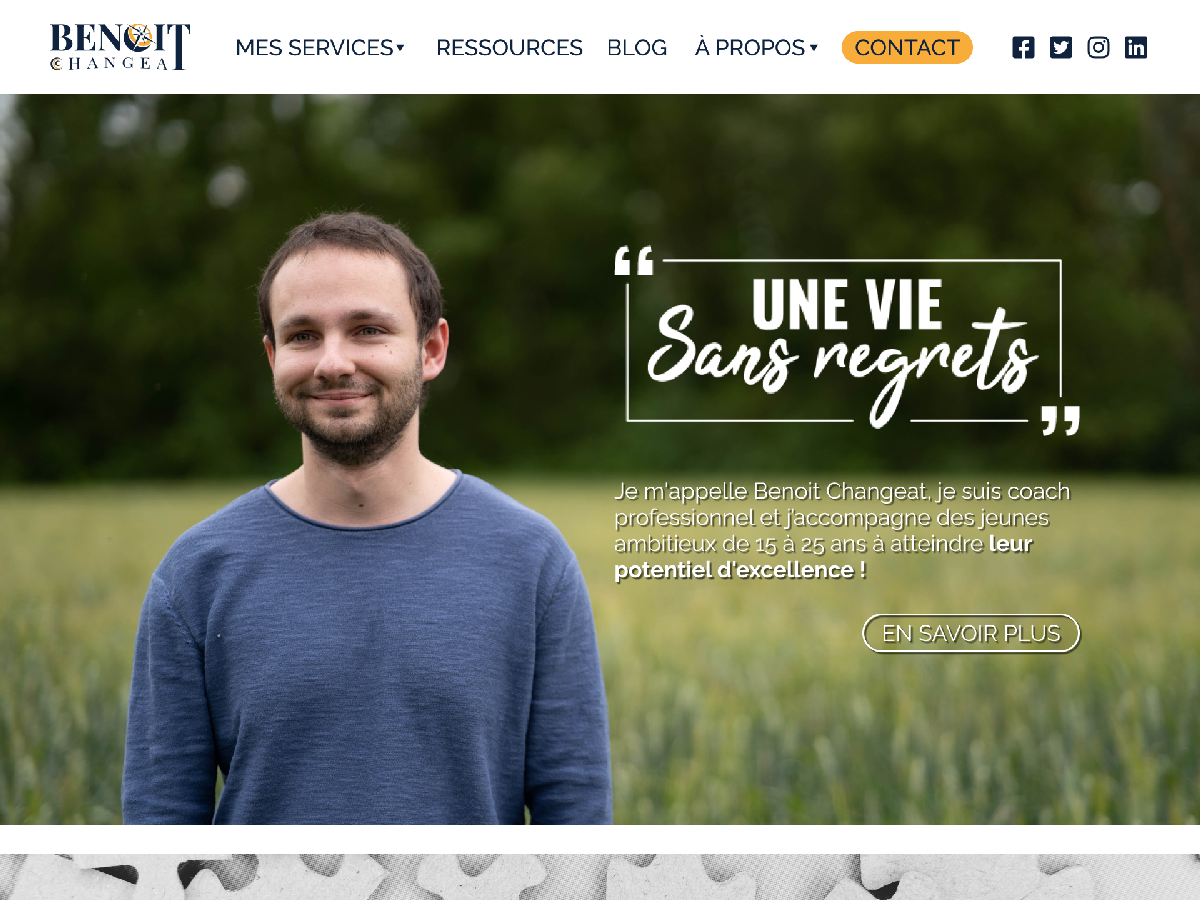 BENOIT
CHANGEAT
MES SERVICES▾ RESSOURCES BLOG À PROPOS▾ CONTACT
“ UNE VIE
Sans regrets ”
Je m'appelle Benoit Changeat, je suis coach
professionnel et j'accompagne des jeunes
ambitieux de 15 à 25 ans à atteindre leur
potentiel d'excellence !
EN SAVOIR PLUS